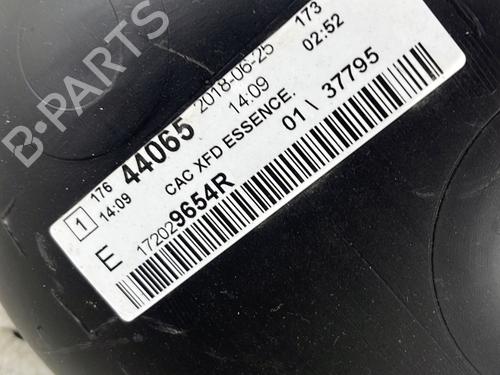 B-PARTS
1 176 44065 2018-06-25 173
14:09 14:09 02:52
CAC XFD ESSENCE. 01 \ 37795
E 172029654R